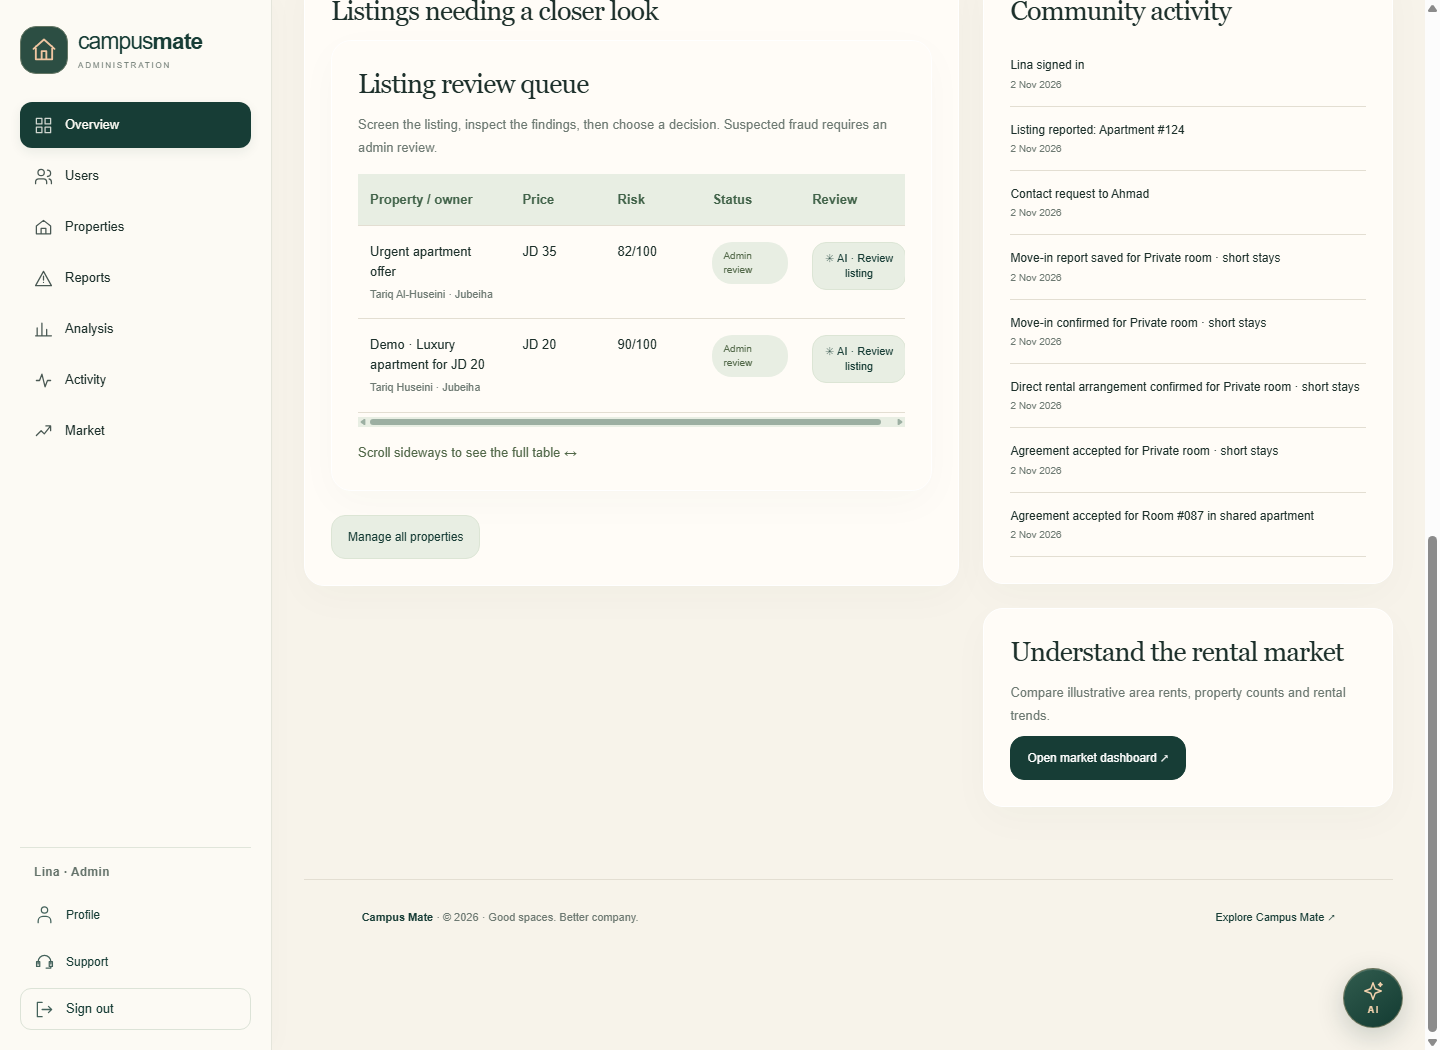 campusmate
ADMINISTRATION
Overview
Users
Properties
Reports
Analysis
Activity
Market
Lina · Admin
Profile
Support
Sign out
Listings needing a closer look
Listing review queue
Screen the listing, inspect the findings, then choose a decision. Suspected fraud requires an
admin review.
Property / owner Price Risk Status Review
Urgent apartment
offer
Tariq Al-Huseini · Jubeiha
JD 35
82/100
Admin
review
✳ AI · Review
listing
Demo · Luxury
apartment for JD 20
Tariq Huseini · Jubeiha
JD 20
90/100
Admin
review
✳ AI · Review
listing
Scroll sideways to see the full table ↔
Manage all properties
Community activity
Lina signed in
2 Nov 2026
Listing reported: Apartment #124
2 Nov 2026
Contact request to Ahmad
2 Nov 2026
Move-in report saved for Private room · short stays
2 Nov 2026
Move-in confirmed for Private room · short stays
2 Nov 2026
Direct rental arrangement confirmed for Private room · short stays
2 Nov 2026
Agreement accepted for Private room · short stays
2 Nov 2026
Agreement accepted for Room #087 in shared apartment
2 Nov 2026
Understand the rental market
Compare illustrative area rents, property counts and rental
trends.
Open market dashboard ↗
Campus Mate · © 2026 · Good spaces. Better company.
Explore Campus Mate ↗
AI